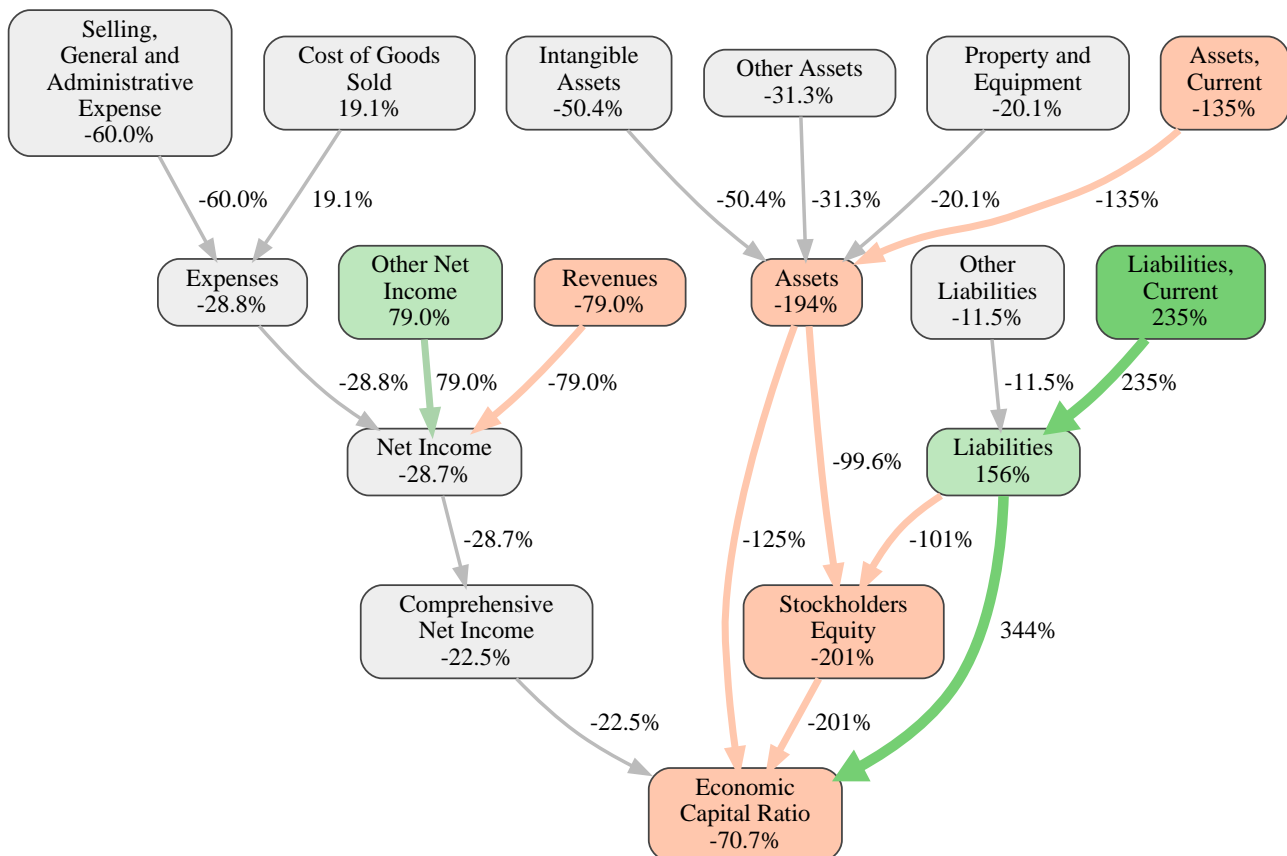 Selling,
General and
Administrative
Expense
-60.0%
Cost of Goods
Sold
19.1%
Intangible
Assets
-50.4%
Other Assets
-31.3%
Property and
Equipment
-20.1%
Assets,
Current
-135%
-60.0%
19.1%
-50.4%
-31.3%
-20.1%
-135%
Expenses
-28.8%
Other Net
Income
79.0%
Revenues
-79.0%
Assets
-194%
Other
Liabilities
-11.5%
Liabilities,
Current
235%
-28.8%
79.0%
-79.0%
-11.5%
235%
Net Income
-28.7%
-99.6%
Liabilities
156%
-28.7%
-125%
-101%
Comprehensive
Net Income
-22.5%
Stockholders
Equity
-201%
344%
-22.5%
-201%
Economic
Capital Ratio
-70.7%